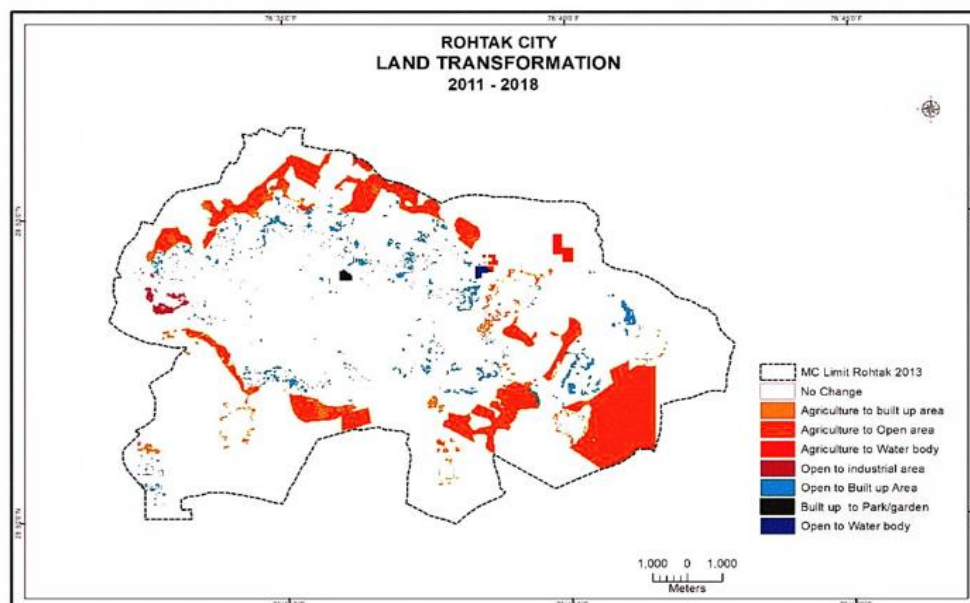 ROHTAK CITY
LAND TRANSFORMATION
2011 - 2018
MC Limit Rohtak 2013
No Change
Agriculture to built up area
Agriculture to Open area
Agriculture to Water body
Open to industrial area
Open to Built up Area
Built up to Park/garden
Open to Water body
1,000 0 1,000
Meters